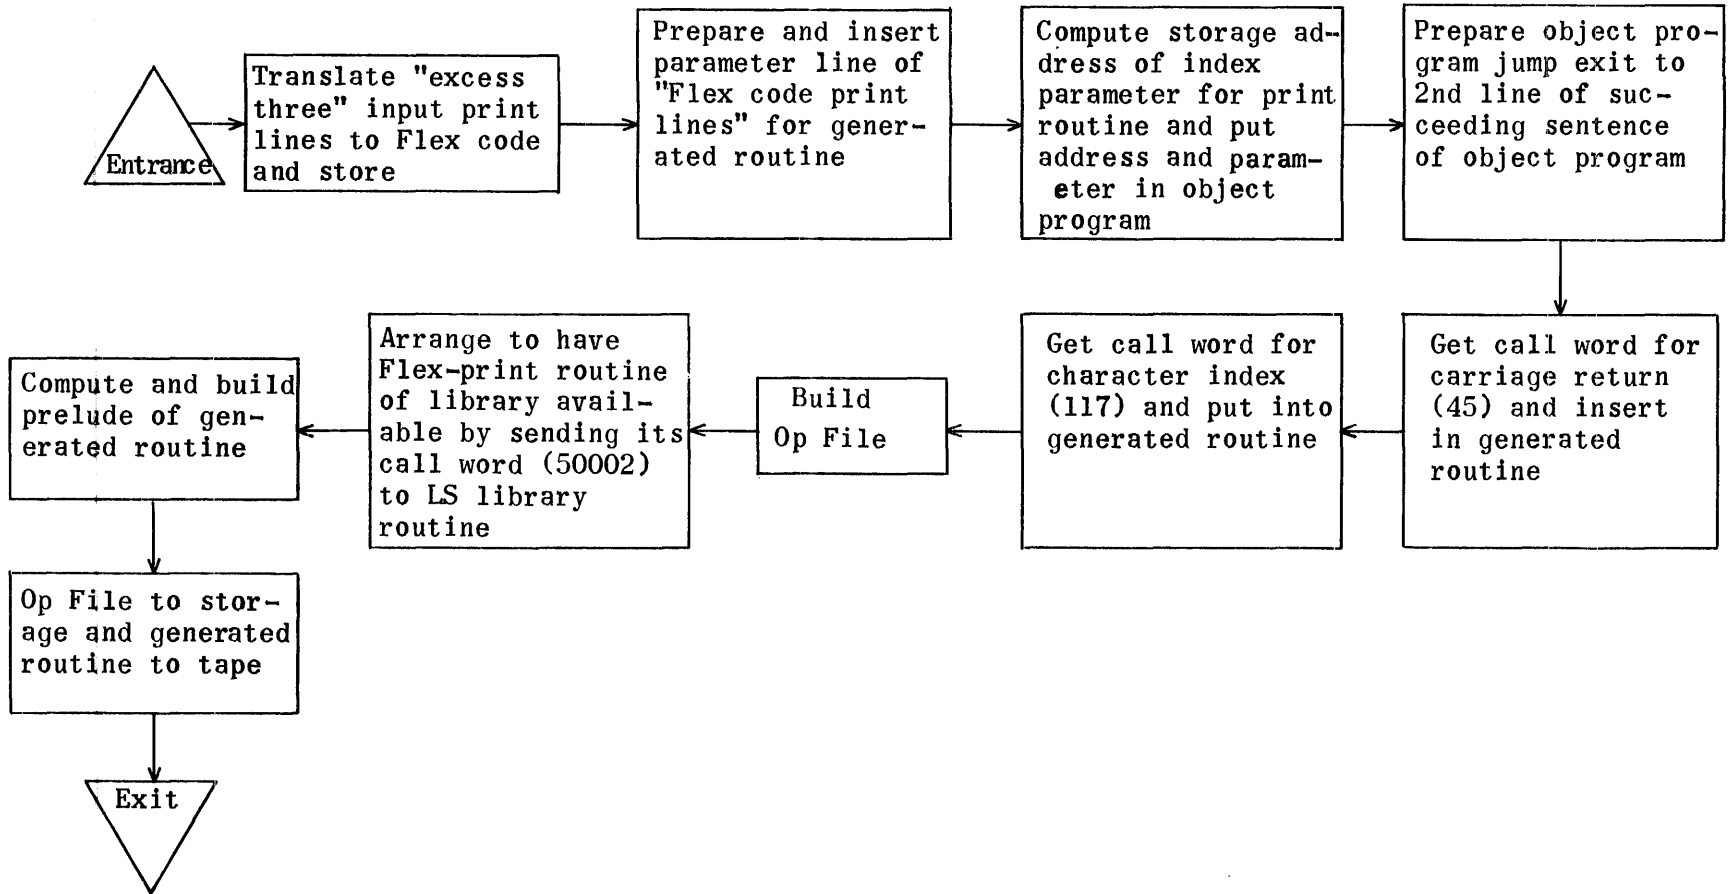 Entrance
Translate "excess
three" input print
lines to Flex code
and store
Prepare and insert
parameter line of
"Flex code print
lines" for gener-
ated routine
Compute storage ad-
dress of index
parameter for print
routine and put
address and param-
eter in object
program
Prepare object pro-
gram jump exit to
2nd line of suc-
ceeding sentence
of object program
Get call word for
carriage return
(45) and insert
in generated
routine
Get call word for
character index
(117) and put into
generated routine
Build
Op File
Arrange to have
Flex-print routine
of library avail-
able by sending its
call word (50002)
to LS library
routine
Compute and build
prelude of gen-
erated routine
Op File to stor-
age and generated
routine to tape
Exit